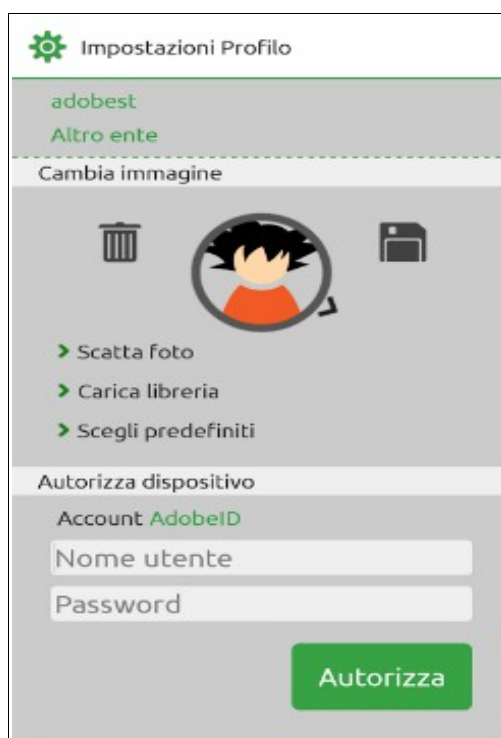 Impostazioni Profilo
adobest
Altro ente
Cambia immagine
Scatta foto
Carica libreria
Scegli predefiniti
Autorizza dispositivo
Account AdobeID
Nome utente
Password
Autorizza